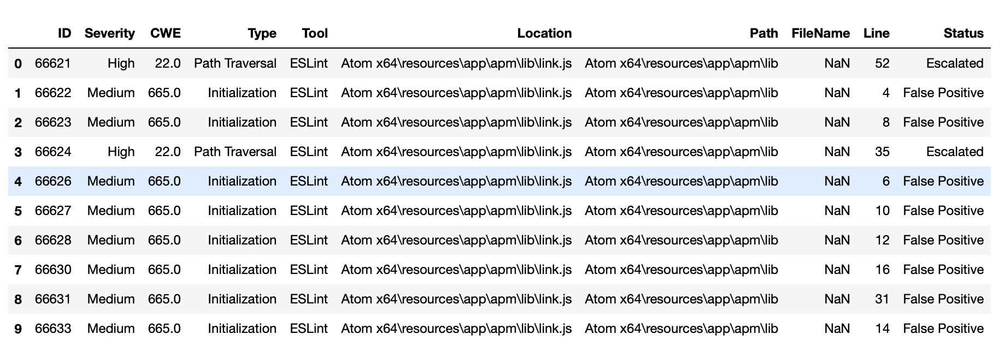 ID Severity CWE Type Tool Location Path FileName Line Status
0 66621 High 22.0 Path Traversal ESLint Atom x64\resources\app\apm\lib\link.js Atom x64\resources\app\apm\lib NaN 52 Escalated
1 66622 Medium 665.0 Initialization ESLint Atom x64\resources\app\apm\lib\link.js Atom x64\resources\app\apm\lib NaN 4 False Positive
2 66623 Medium 665.0 Initialization ESLint Atom x64\resources\app\apm\lib\link.js Atom x64\resources\app\apm\lib NaN 8 False Positive
3 66624 High 22.0 Path Traversal ESLint Atom x64\resources\app\apm\lib\link.js Atom x64\resources\app\apm\lib NaN 35 Escalated
4 66626 Medium 665.0 Initialization ESLint Atom x64\resources\app\apm\lib\link.js Atom x64\resources\app\apm\lib NaN 6 False Positive
5 66627 Medium 665.0 Initialization ESLint Atom x64\resources\app\apm\lib\link.js Atom x64\resources\app\apm\lib NaN 10 False Positive
6 66628 Medium 665.0 Initialization ESLint Atom x64\resources\app\apm\lib\link.js Atom x64\resources\app\apm\lib NaN 12 False Positive
7 66630 Medium 665.0 Initialization ESLint Atom x64\resources\app\apm\lib\link.js Atom x64\resources\app\apm\lib NaN 16 False Positive
8 66631 Medium 665.0 Initialization ESLint Atom x64\resources\app\apm\lib\link.js Atom x64\resources\app\apm\lib NaN 31 False Positive
9 66633 Medium 665.0 Initialization ESLint Atom x64\resources\app\apm\lib\link.js Atom x64\resources\app\apm\lib NaN 14 False Positive